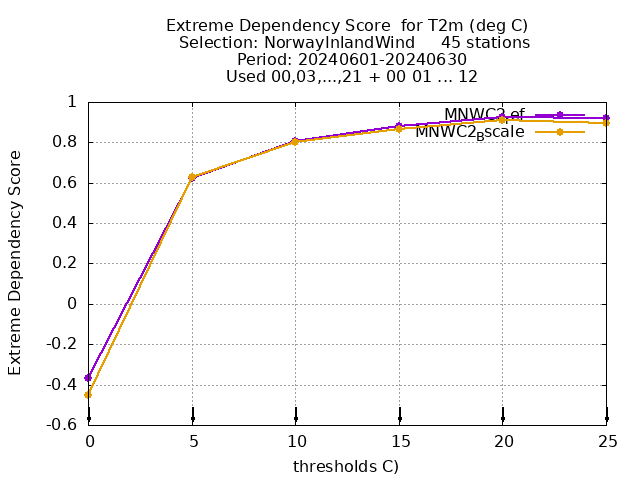 Extreme Dependency Score  for T2m (deg C)
Selection: NorwayInlandWind     45 stations
Period: 20240601-20240630
Used 00,03,...,21 + 00 01 ... 12
Extreme Dependency Score
1
0.8
0.6
0.4
0.2
0
-0.2
-0.4
-0.6
MNWC2_Bscale
0
5
10
15
20
25
thresholds C)